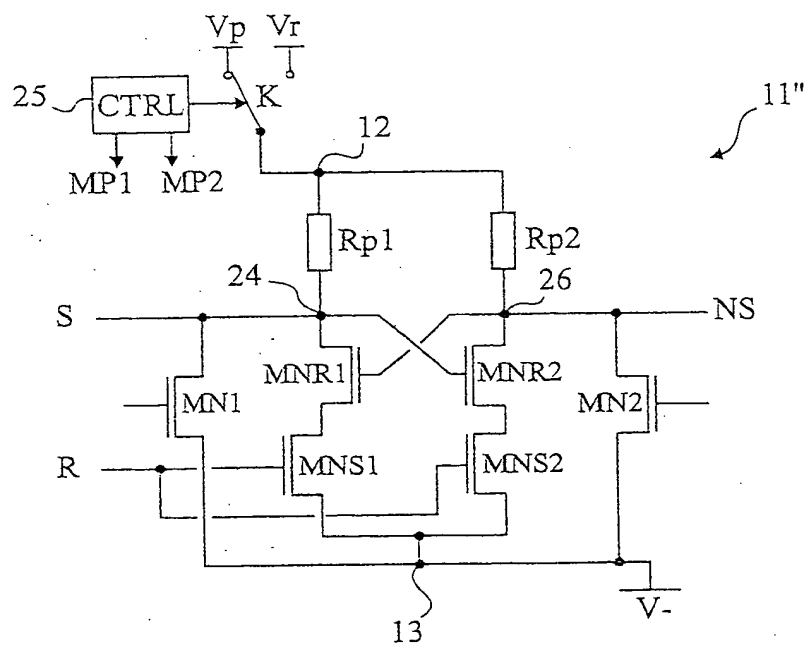 Vp Vr
25 CTRL K 11"
12
MP1 MP2
Rp1 Rp2
24 26
S NS
MNR1 MNR2
MN1 MN2
R MNS1 MNS2
13 V-